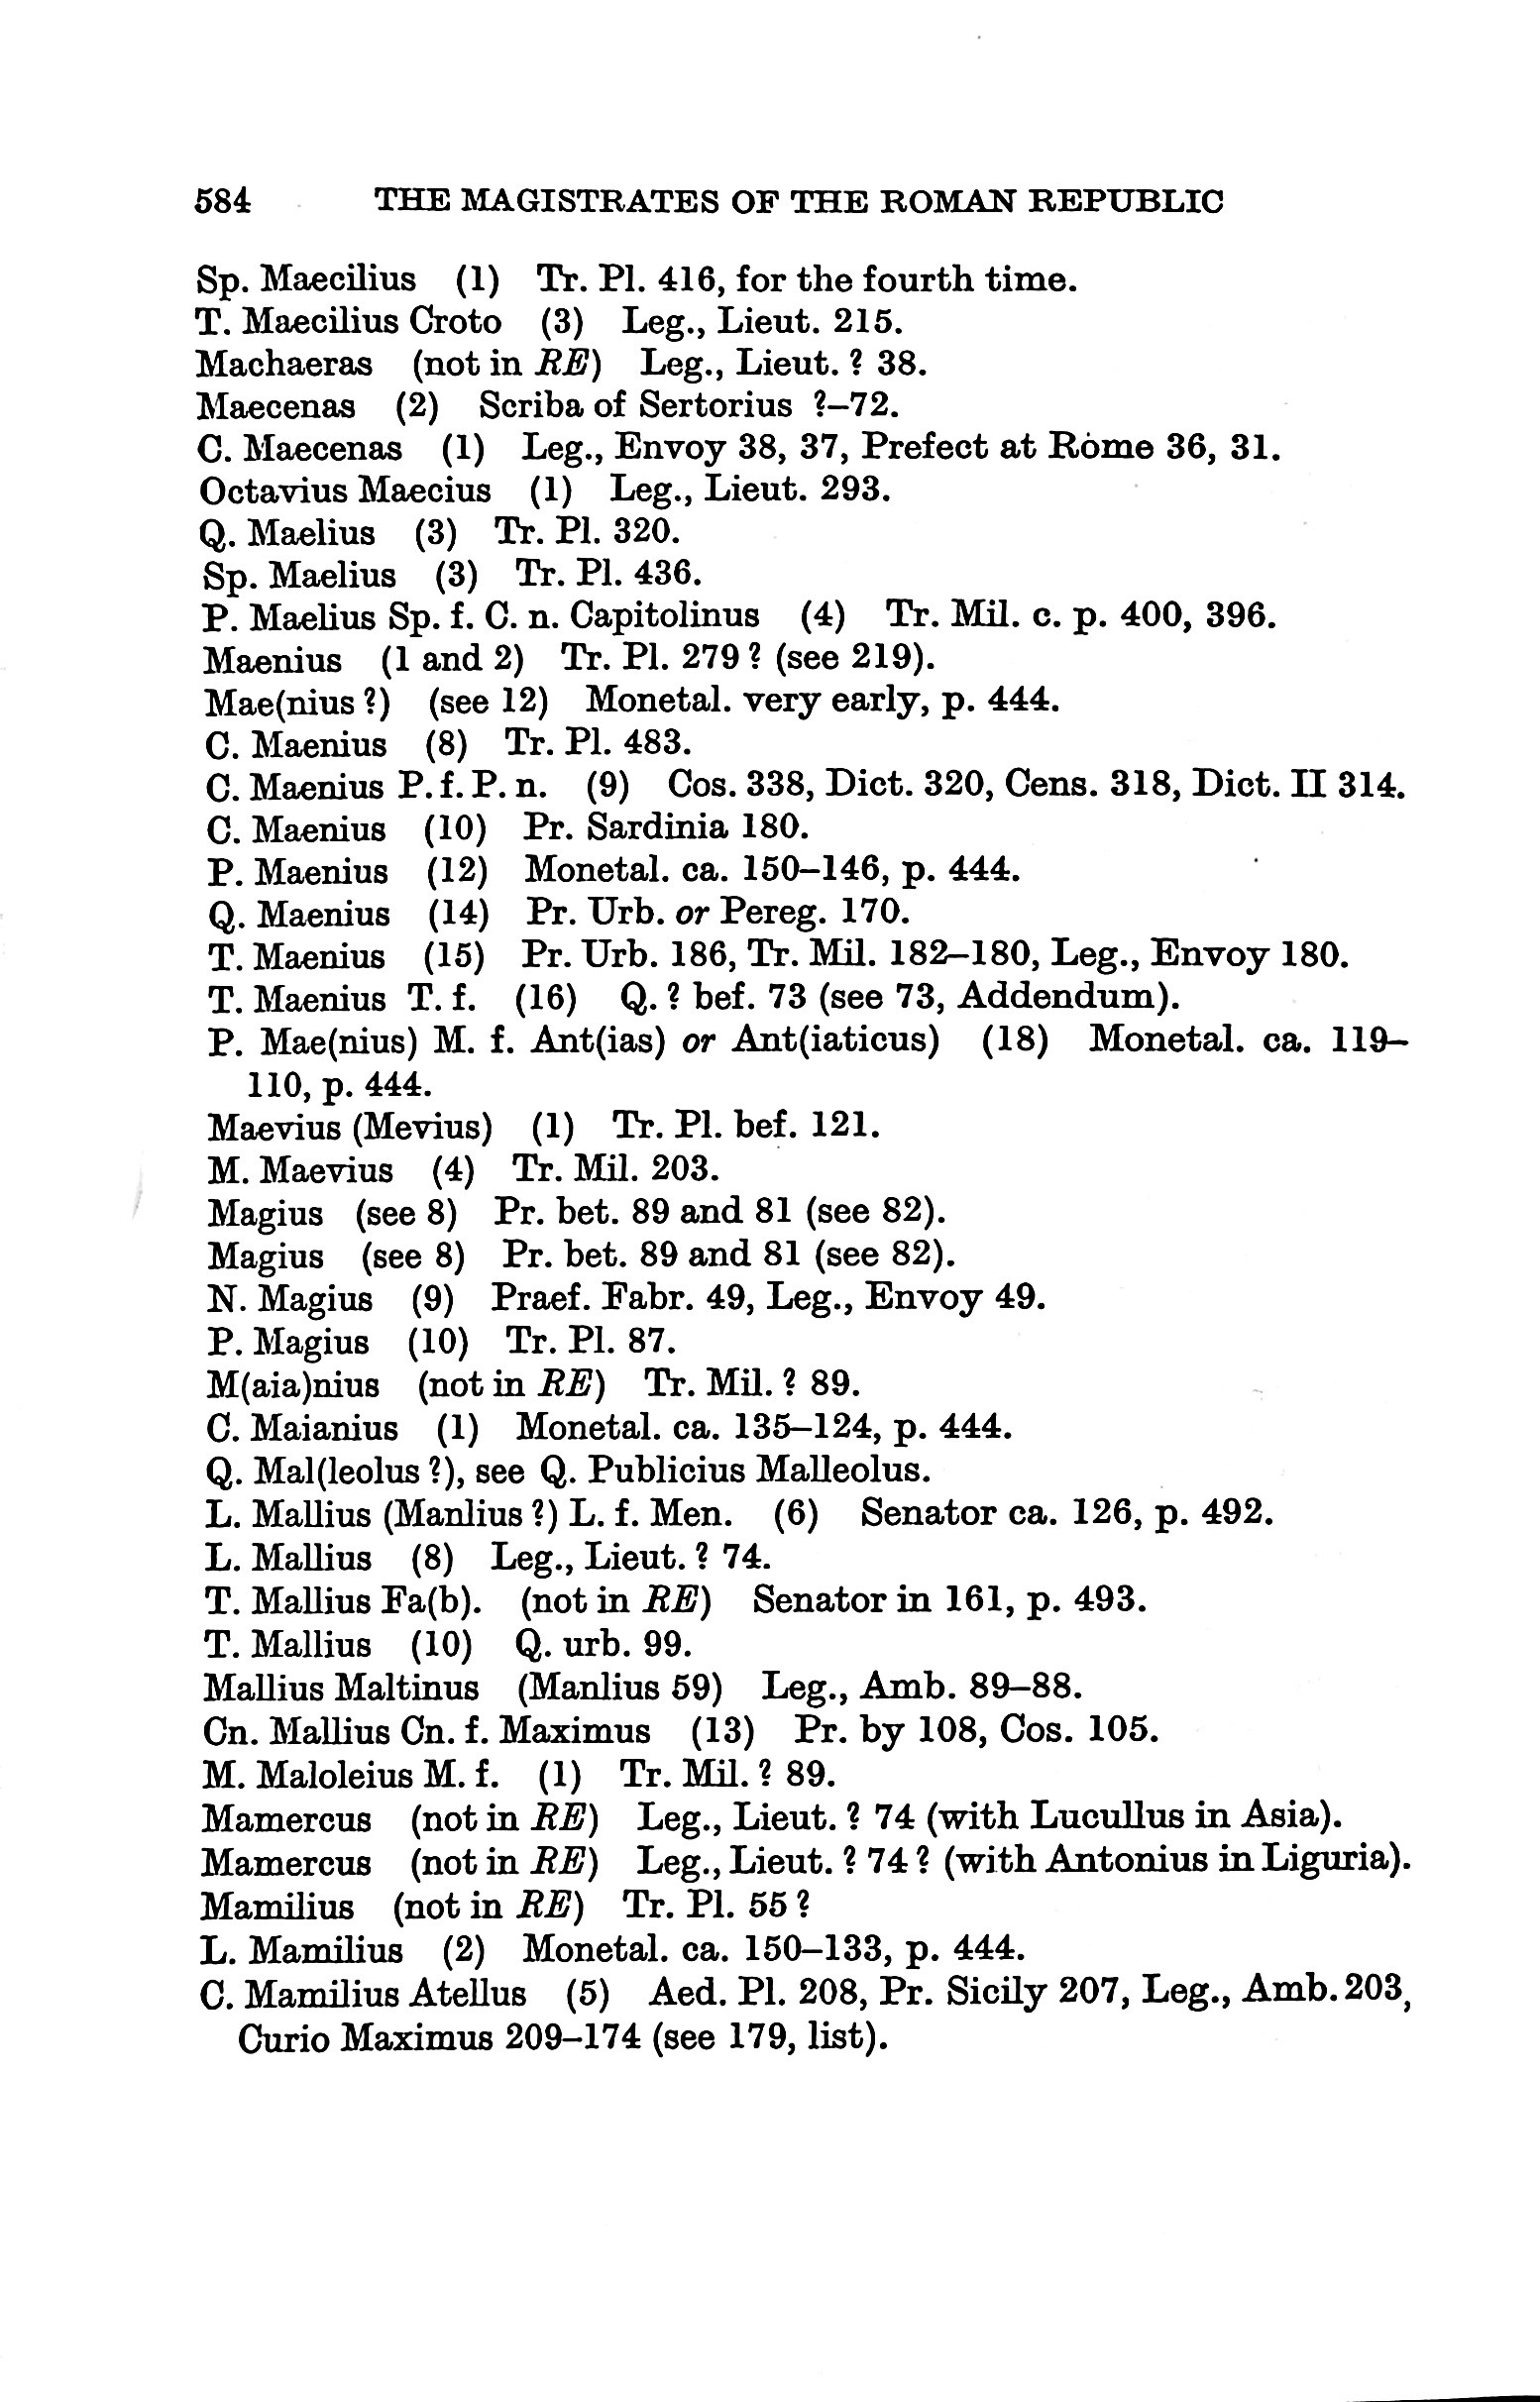 584 THE MAGISTRATES OF THE ROMAN REPUBLIC
Sp. Maecilius (1) Tr. Pl. 416, for the fourth time.
T. Maecilius Croto (3) Leg., Lieut. 215.
Machaeras (not in RE) Leg., Lieut. ? 38.
Maecenas (2) Scriba of Sertorius ?–72.
C. Maecenas (1) Leg., Envoy 38, 37, Prefect at Rome 36, 31.
Octavius Maecius (1) Leg., Lieut. 293.
Q. Maelius (3) Tr. Pl. 320.
Sp. Maelius (3) Tr. Pl. 436.
P. Maelius Sp. f. C. n. Capitolinus (4) Tr. Mil. c. p. 400, 396.
Maenius (1 and 2) Tr. Pl. 279 ? (see 219).
Mae(nius ?) (see 12) Monetal. very early, p. 444.
C. Maenius (8) Tr. Pl. 483.
C. Maenius P. f. P. n. (9) Cos. 338, Dict. 320, Cens. 318, Dict. II 314.
C. Maenius (10) Pr. Sardinia 180.
P. Maenius (12) Monetal. ca. 150–146, p. 444.
Q. Maenius (14) Pr. Urb. or Pereg. 170.
T. Maenius (15) Pr. Urb. 186, Tr. Mil. 182–180, Leg., Envoy 180.
T. Maenius T. f. (16) Q. ? bef. 73 (see 73, Addendum).
P. Mae(nius) M. f. Ant(ias) or Ant(iaticus) (18) Monetal. ca. 119–
110, p. 444.
Maevius (Mevius) (1) Tr. Pl. bef. 121.
M. Maevius (4) Tr. Mil. 203.
Magius (see 8) Pr. bet. 89 and 81 (see 82).
Magius (see 8) Pr. bet. 89 and 81 (see 82).
N. Magius (9) Praef. Fabr. 49, Leg., Envoy 49.
P. Magius (10) Tr. Pl. 87.
M(aia)nius (not in RE) Tr. Mil. ? 89.
C. Maianius (1) Monetal. ca. 135–124, p. 444.
Q. Mal(leolus ?), see Q. Publicius Malleolus.
L. Mallius (Manlius ?) L. f. Men. (6) Senator ca. 126, p. 492.
L. Mallius (8) Leg., Lieut. ? 74.
T. Mallius Fa(b). (not in RE) Senator in 161, p. 493.
T. Mallius (10) Q. urb. 99.
Mallius Maltinus (Manlius 59) Leg., Amb. 89–88.
Cn. Mallius Cn. f. Maximus (13) Pr. by 108, Cos. 105.
M. Maloleius M. f. (1) Tr. Mil. ? 89.
Mamercus (not in RE) Leg., Lieut. ? 74 (with Lucullus in Asia).
Mamercus (not in RE) Leg., Lieut. ? 74 ? (with Antonius in Liguria).
Mamilius (not in RE) Tr. Pl. 55 ?
L. Mamilius (2) Monetal. ca. 150–133, p. 444.
C. Mamilius Atellus (5) Aed. Pl. 208, Pr. Sicily 207, Leg., Amb. 203,
Curio Maximus 209–174 (see 179, list).